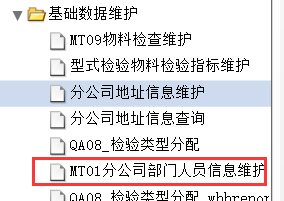 基础数据维护
MT09物料检查维护
型式检验物料检验指标维护
分公司地址信息维护
分公司地址信息查询
QA08_检验类型分配
MT01分公司部门人员信息维护
QA08_检验类型分配_whhrepor